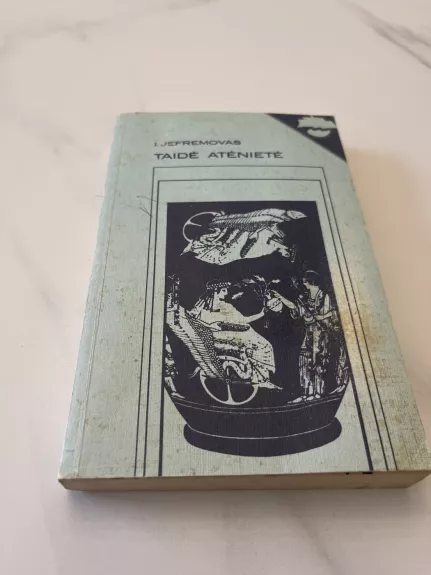 I. JEFREMOVAS
TAIDĖ ATĖNIETĖ